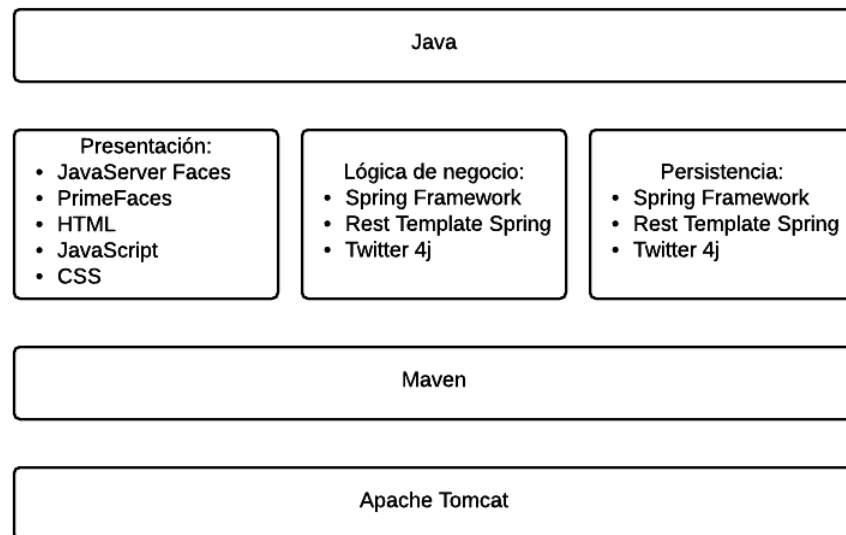 Java
Presentación:
• JavaServer Faces
• PrimeFaces
• HTML
• JavaScript
• CSS
Lógica de negocio:
• Spring Framework
• Rest Template Spring
• Twitter 4j
Persistencia:
• Spring Framework
• Rest Template Spring
• Twitter 4j
Maven
Apache Tomcat